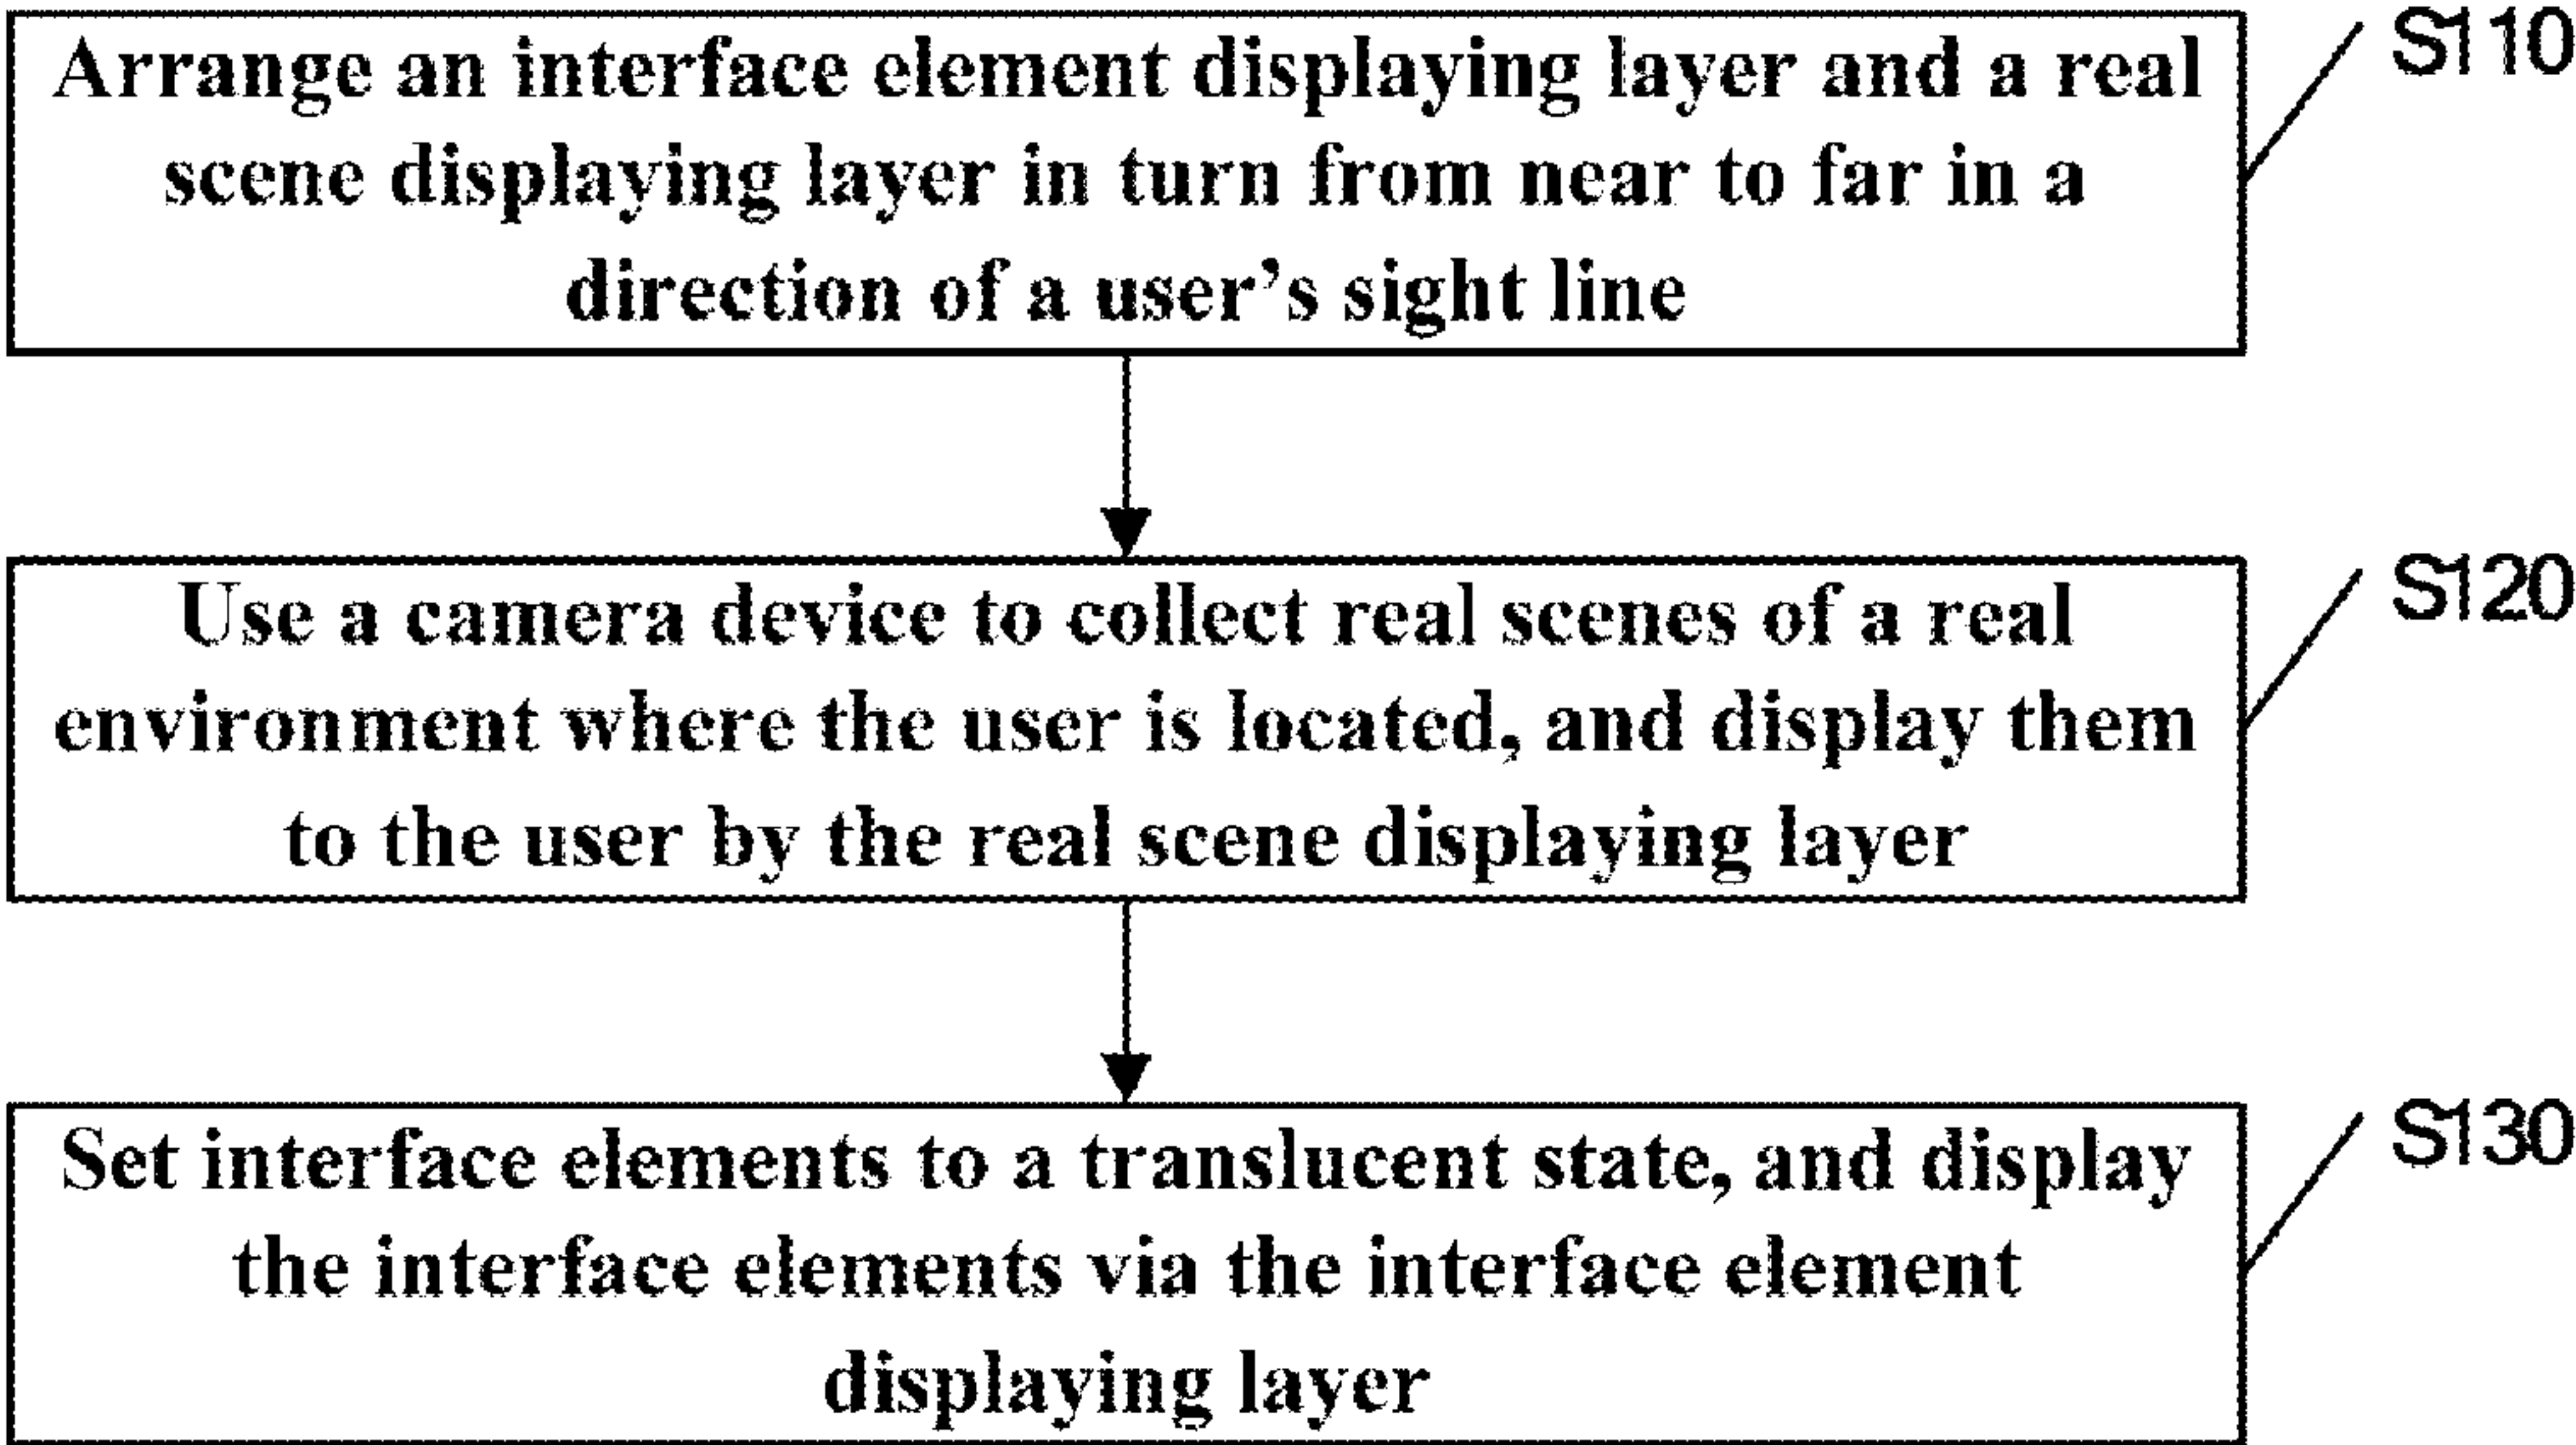 Arrange an interface element displaying layer and a real
scene displaying layer in turn from near to far in a
direction of a user’s sight line
S110
Use a camera device to collect real scenes of a real
environment where the user is located, and display them
to the user by the real scene displaying layer
S120
Set interface elements to a translucent state, and display
the interface elements via the interface element
displaying layer
S130